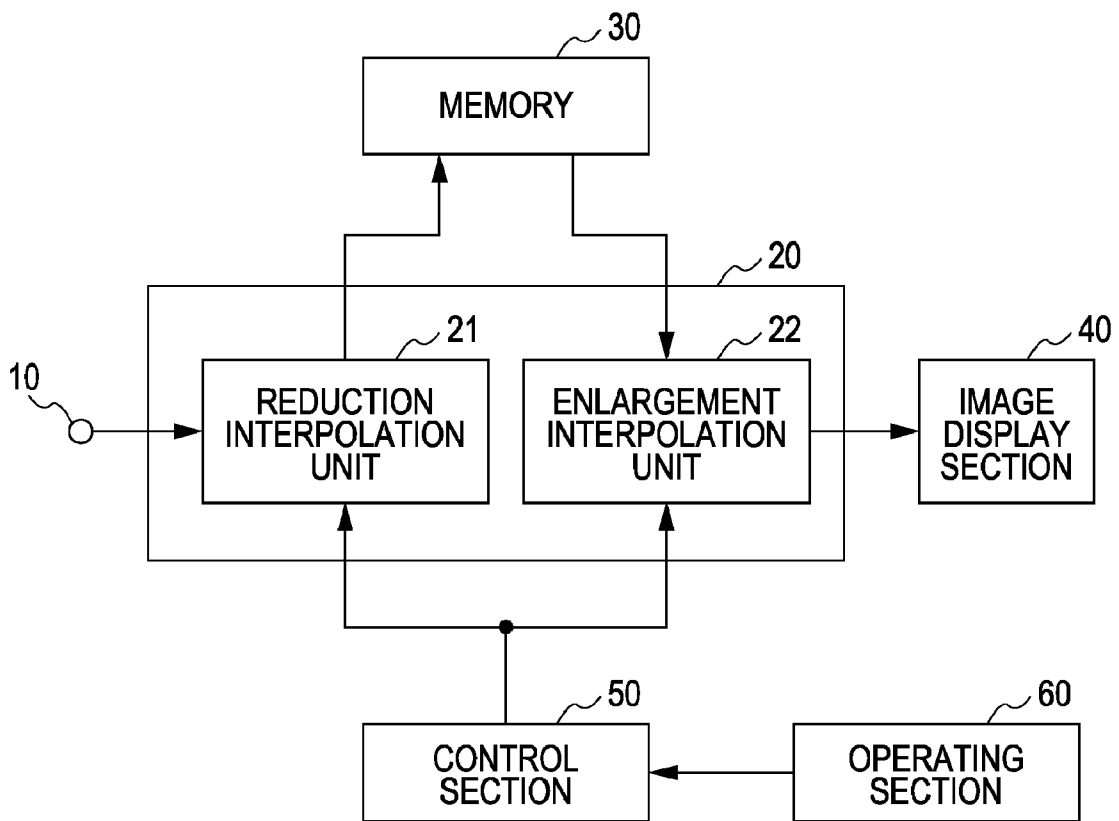 30
MEMORY
20
21
22
40
10
REDUCTION
INTERPOLATION
UNIT
ENLARGEMENT
INTERPOLATION
UNIT
IMAGE
DISPLAY
SECTION
50
60
CONTROL
SECTION
OPERATING
SECTION